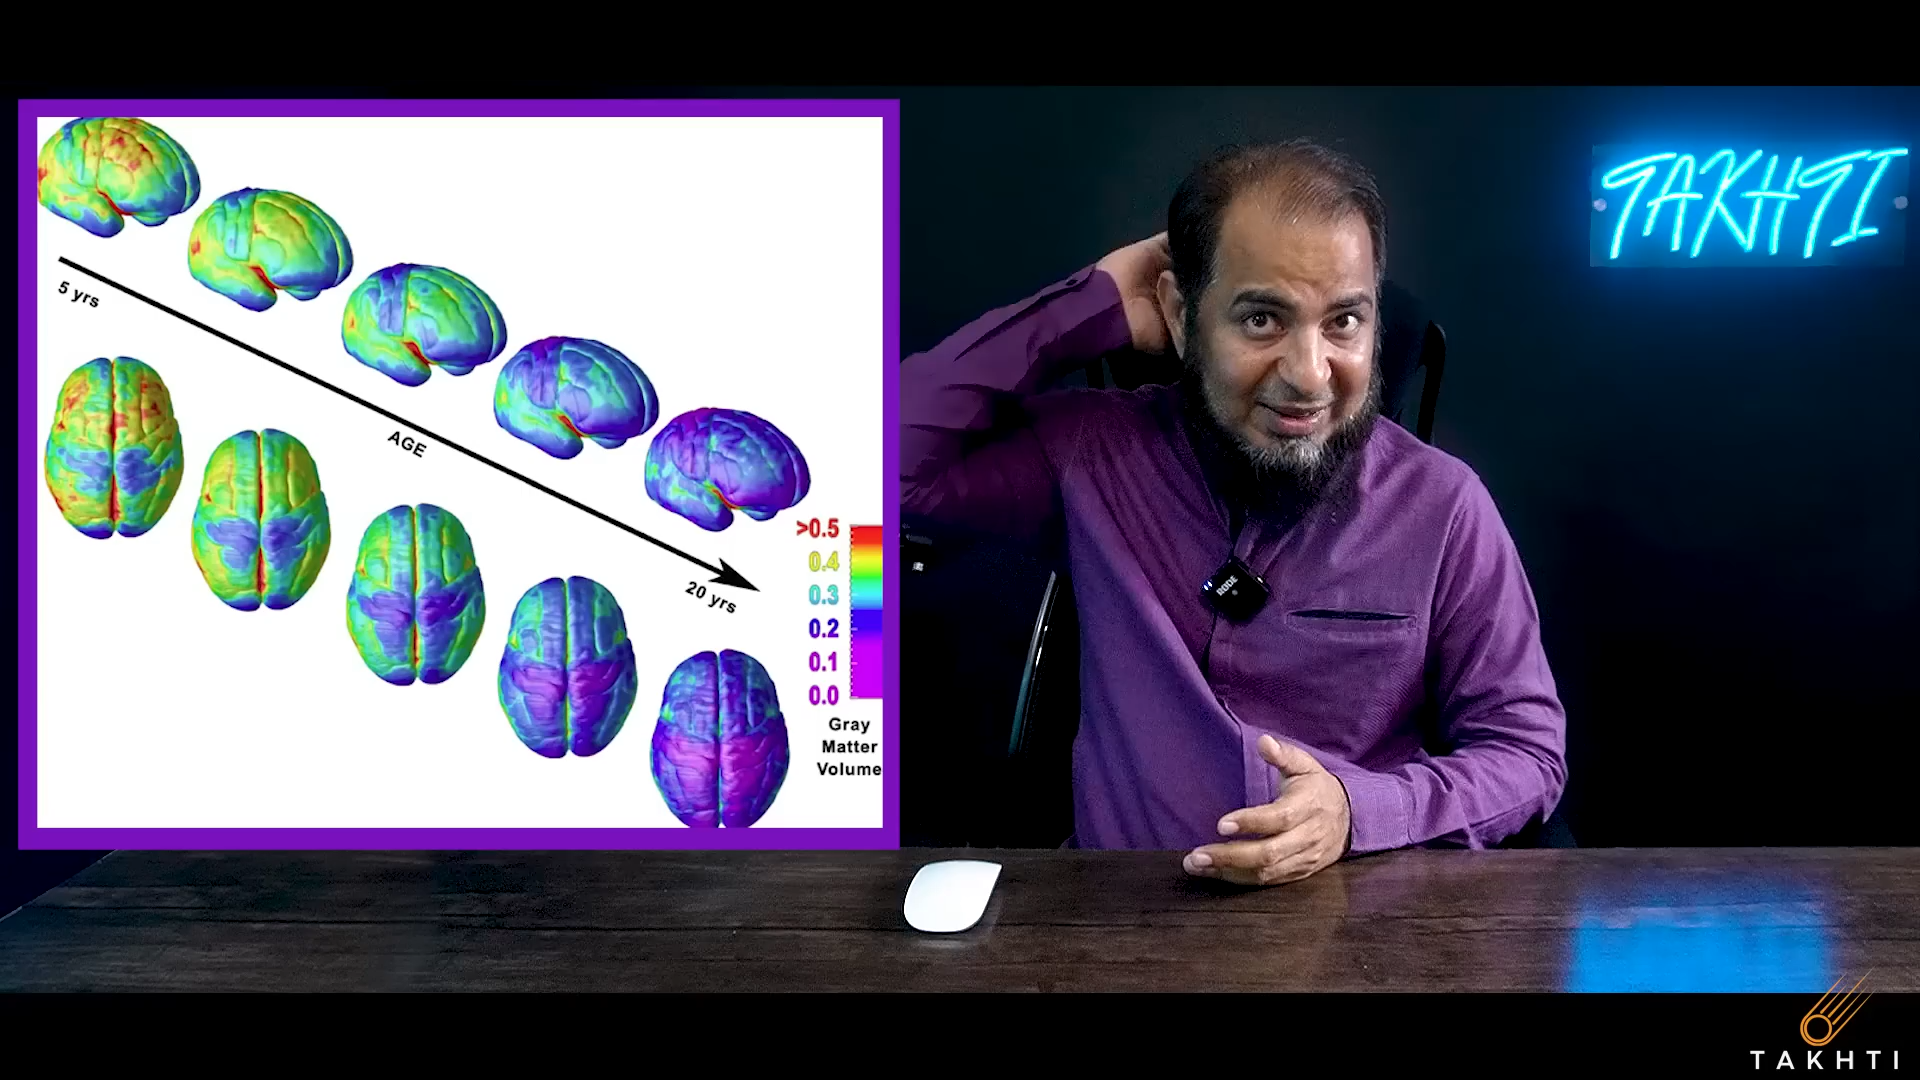 5 yrs
AGE
20 yrs
>0.5
0.4
0.3
0.2
0.1
0.0
Gray
Matter
Volume
TAKHTI
RODE
TAKHTI